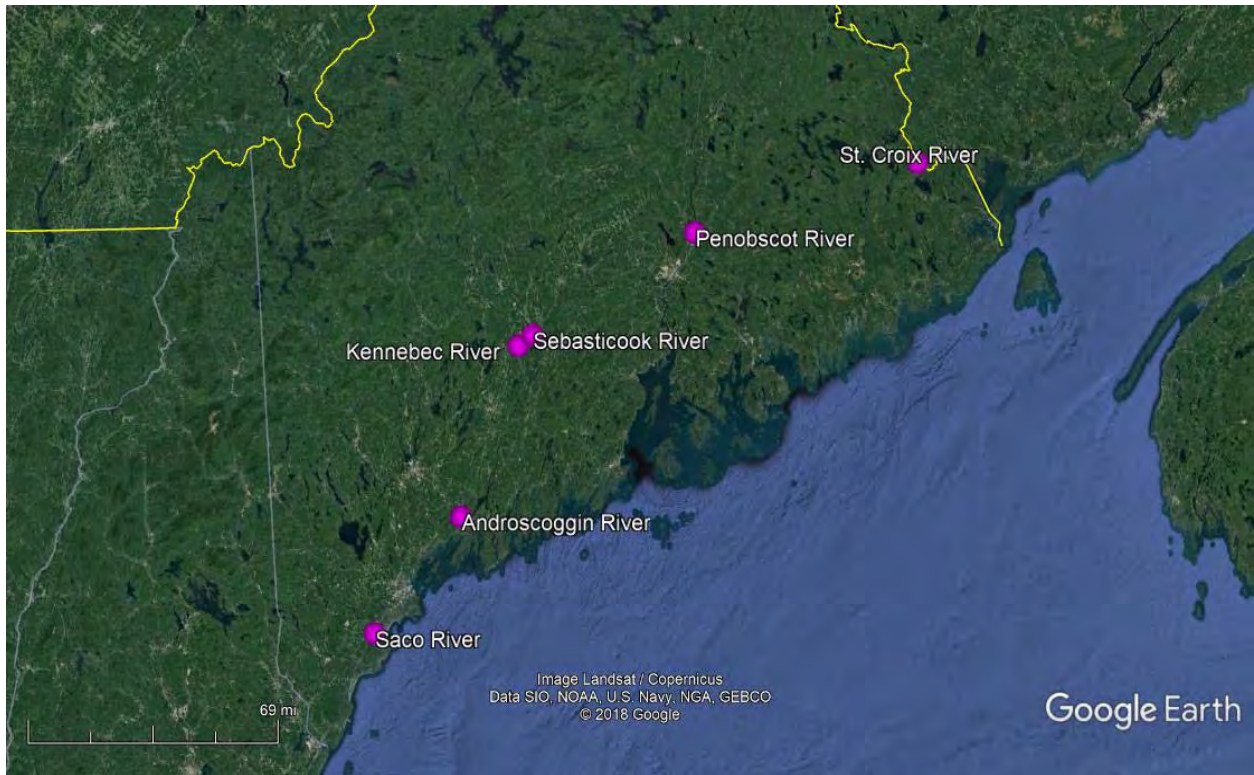 St. Croix River
Penobscot River
Sebasticook River
Kennebec River
Androscoggin River
Saco River
Image Landsat / Copernicus
Data SIO, NOAA, U.S. Navy, NGA, GEBCO
© 2018 Google
69 mi
Google Earth